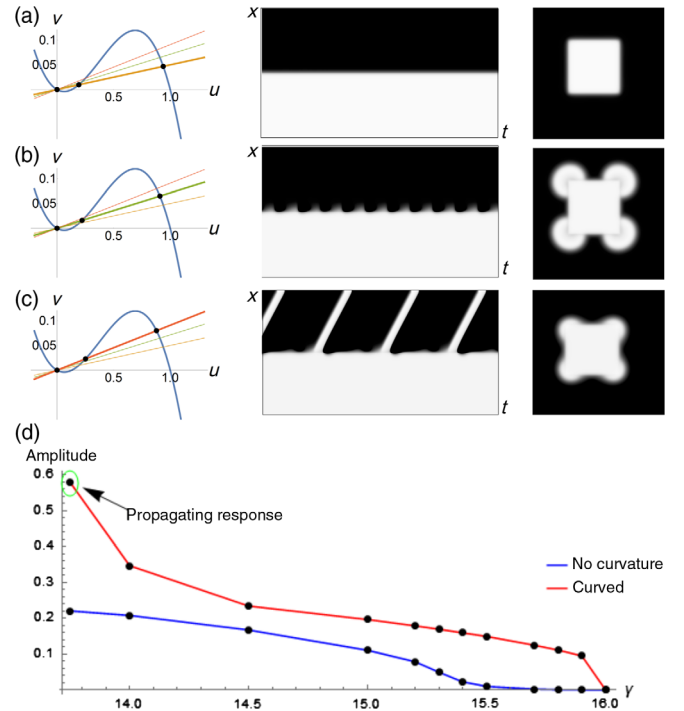 (a)
v
0.1
0.05
0.5
1.0
u
x
t
(b)
v
0.1
0.05
0.5
1.0
u
x
t
(c)
v
0.1
0.05
0.5
1.0
u
x
t
(d)
Amplitude
0.6
0.5
0.4
0.3
0.2
0.1
Propagating response
No curvature
Curved
14.0
14.5
15.0
15.5
16.0
γ